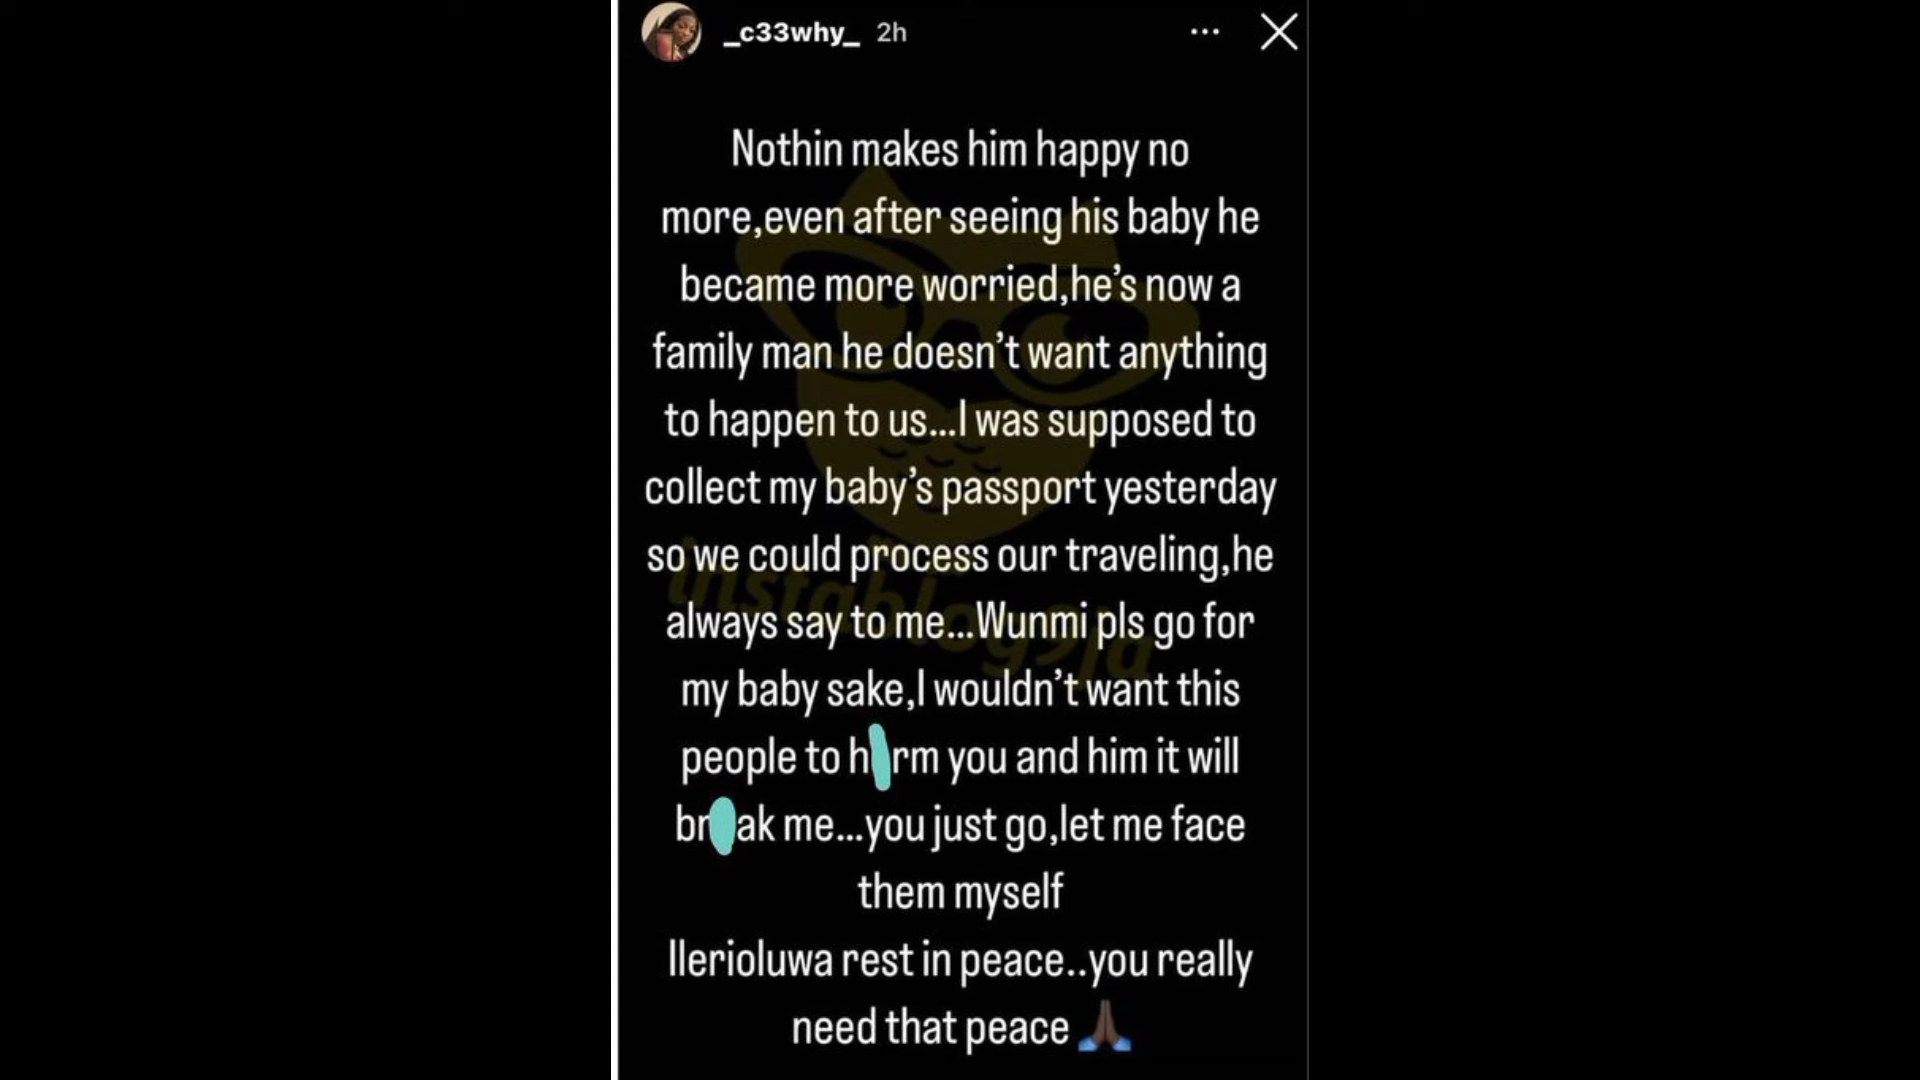 _c33why_ 2h
Nothin makes him happy no
more,even after seeing his baby he
became more worried,he's now a
family man he doesn't want anything
to happen to us...I was supposed to
collect my baby's passport yesterday
so we could process our traveling,he
always say to me...Wunmi pls go for
my baby sake,I wouldn't want this
people to h rm you and him it will
br ak me...you just go,let me face
them myself
Ilerioluwa rest in peace..you really
need that peace 🙏🏿
instablog9ja